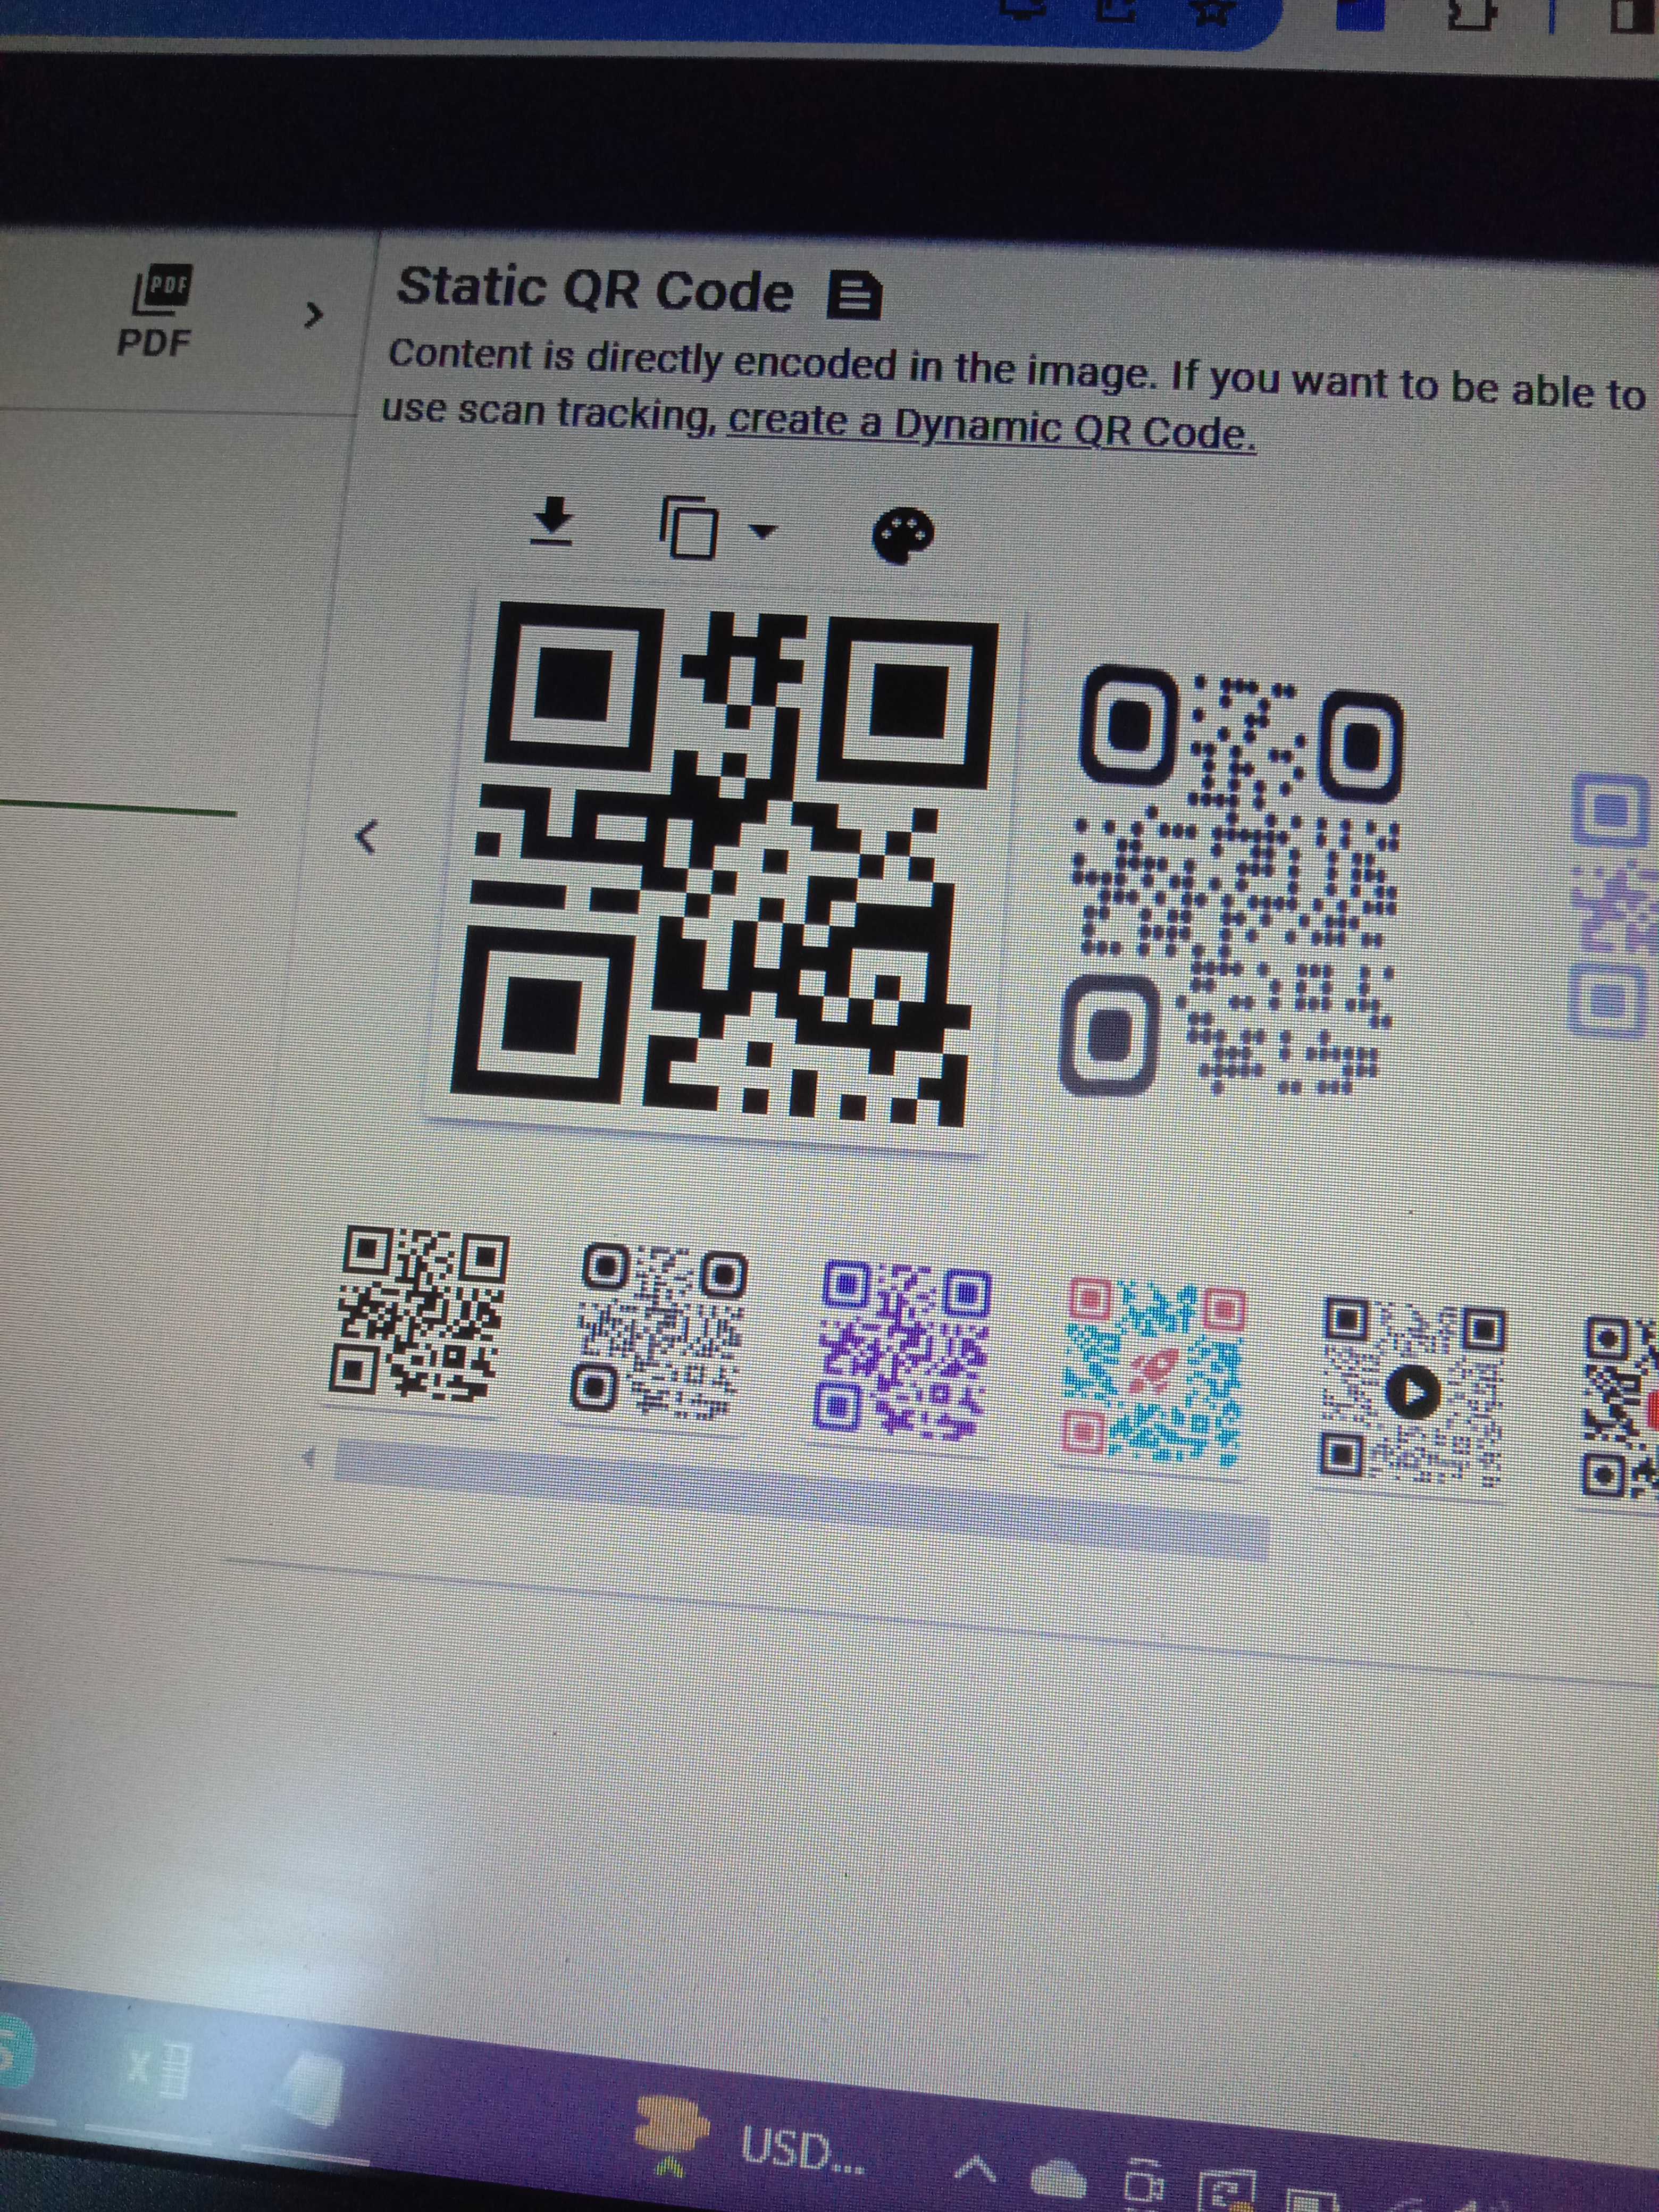 PDF
PDF
Static QR Code
Content is directly encoded in the image. If you want to be able to
use scan tracking, create a Dynamic QR Code.
USD...